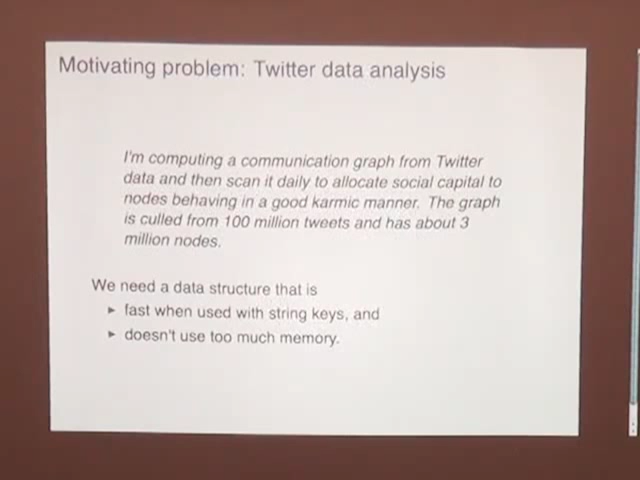 Motivating problem: Twitter data analysis
I'm computing a communication graph from Twitter
data and then scan it daily to allocate social capital to
nodes behaving in a good karmic manner. The graph
is culled from 100 million tweets and has about 3
million nodes.
We need a data structure that is
► fast when used with string keys, and
► doesn't use too much memory.